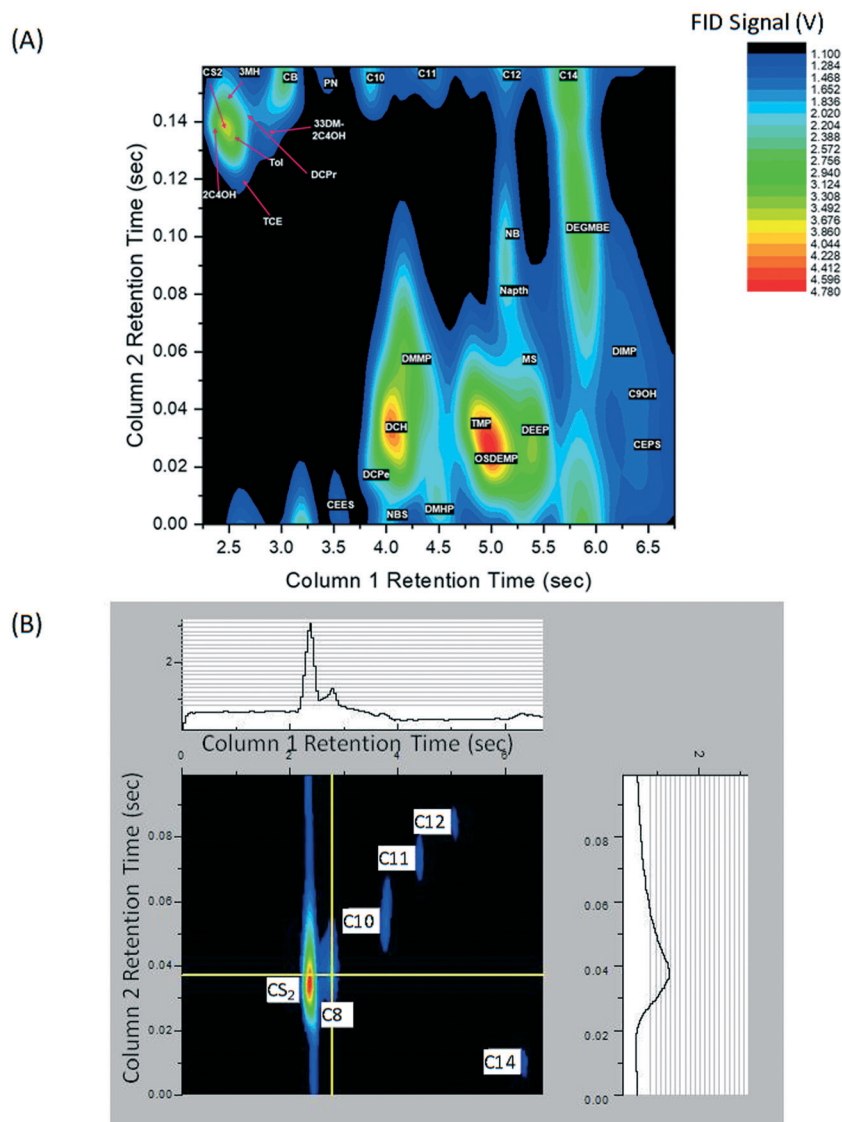 (A)
FID Signal (V)
1.100
1.284
1.468
1.652
1.836
2.020
2.204
2.388
2.572
2.756
2.940
3.124
3.308
3.492
3.676
3.860
4.044
4.228
4.412
4.596
4.780
CS2 3MH CB PN C10 C11 C12 C14
33DM-
2C4OH
Tol
DCPr
2C4OH
TCE
NB
DEGMBE
Napth
DMMP
MS
DIMP
C9OH
TMP
DCH
DEEP
OSDEMP
CEPS
DCPe
CEES
NBS
DMHP
0.14
0.12
0.10
0.08
0.06
0.04
0.02
0.00
Column 2 Retention Time (sec)
2.5 3.0 3.5 4.0 4.5 5.0 5.5 6.0 6.5
Column 1 Retention Time (sec)
(B)
2
Column 1 Retention Time (sec)
0 2 4 6
2
Column 2 Retention Time (sec)
0.08
0.06
0.04
0.02
0.00
C12
C11
C10
CS2
C8
C14
0.08
0.06
0.04
0.02
0.00